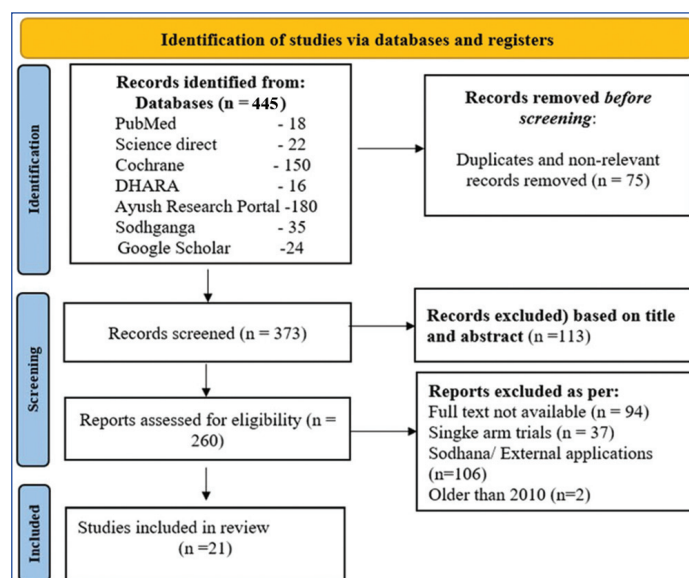 Identification of studies via databases and registers
Identification
Records identified from:
Databases (n = 445)
PubMed - 18
Science direct - 22
Cochrane - 150
DHARA - 16
Ayush Research Portal -180
Sodhganga - 35
Google Scholar -24
Records removed before
screening:
Duplicates and non-relevant
records removed (n = 75)
Screening
Records screened (n = 373)
Records excluded) based on title
and abstract (n =113)
Reports assessed for eligibility (n =
260)
Reports excluded as per:
Full text not available (n = 94)
Singke arm trials (n = 37)
Sodhana/ External applications
(n=106)
Older than 2010 (n=2)
Included
Studies included in review
(n =21)